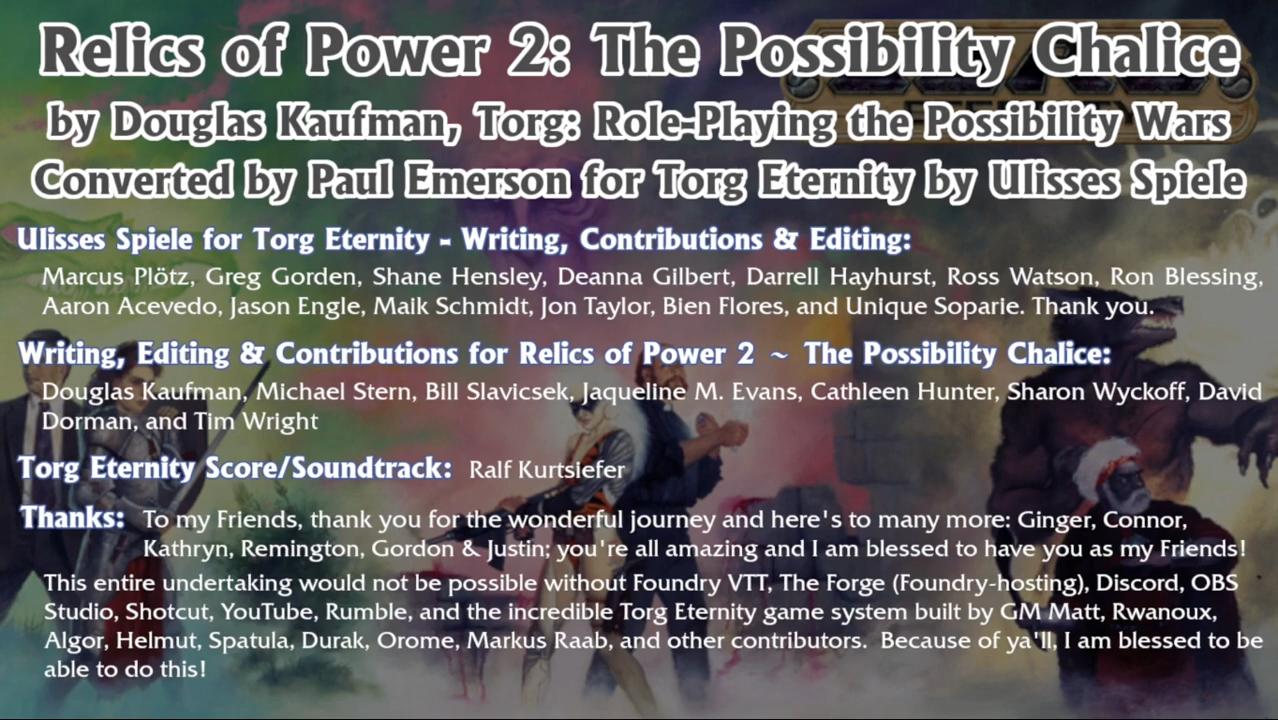 Relics of Power 2: The Possibility Chalice
by Douglas Kaufman, Torg: Role-Playing the Possibility Wars
Converted by Paul Emerson for Torg Eternity by Ulisses Spiele
Ulisses Spiele for Torg Eternity - Writing, Contributions & Editing:
Marcus Plötz, Greg Gorden, Shane Hensley, Deanna Gilbert, Darrell Hayhurst, Ross Watson, Ron Blessing,
Aaron Acevedo, Jason Engle, Maik Schmidt, Jon Taylor, Bien Flores, and Unique Soparie. Thank you.
Writing, Editing & Contributions for Relics of Power 2 ~ The Possibility Chalice:
Douglas Kaufman, Michael Stern, Bill Slavicsek, Jaqueline M. Evans, Cathleen Hunter, Sharon Wyckoff, David
Dorman, and Tim Wright
Torg Eternity Score/Soundtrack: Ralf Kurtsiefer
Thanks: To my Friends, thank you for the wonderful journey and here's to many more: Ginger, Connor,
Kathryn, Remington, Gordon & Justin; you're all amazing and I am blessed to have you as my Friends!
This entire undertaking would not be possible without Foundry VTT, The Forge (Foundry-hosting), Discord, OBS
Studio, Shotcut, YouTube, Rumble, and the incredible Torg Eternity game system built by GM Matt, Rwanoux,
Algor, Helmut, Spatula, Durak, Orome, Markus Raab, and other contributors. Because of ya'll, I am blessed to be
able to do this!